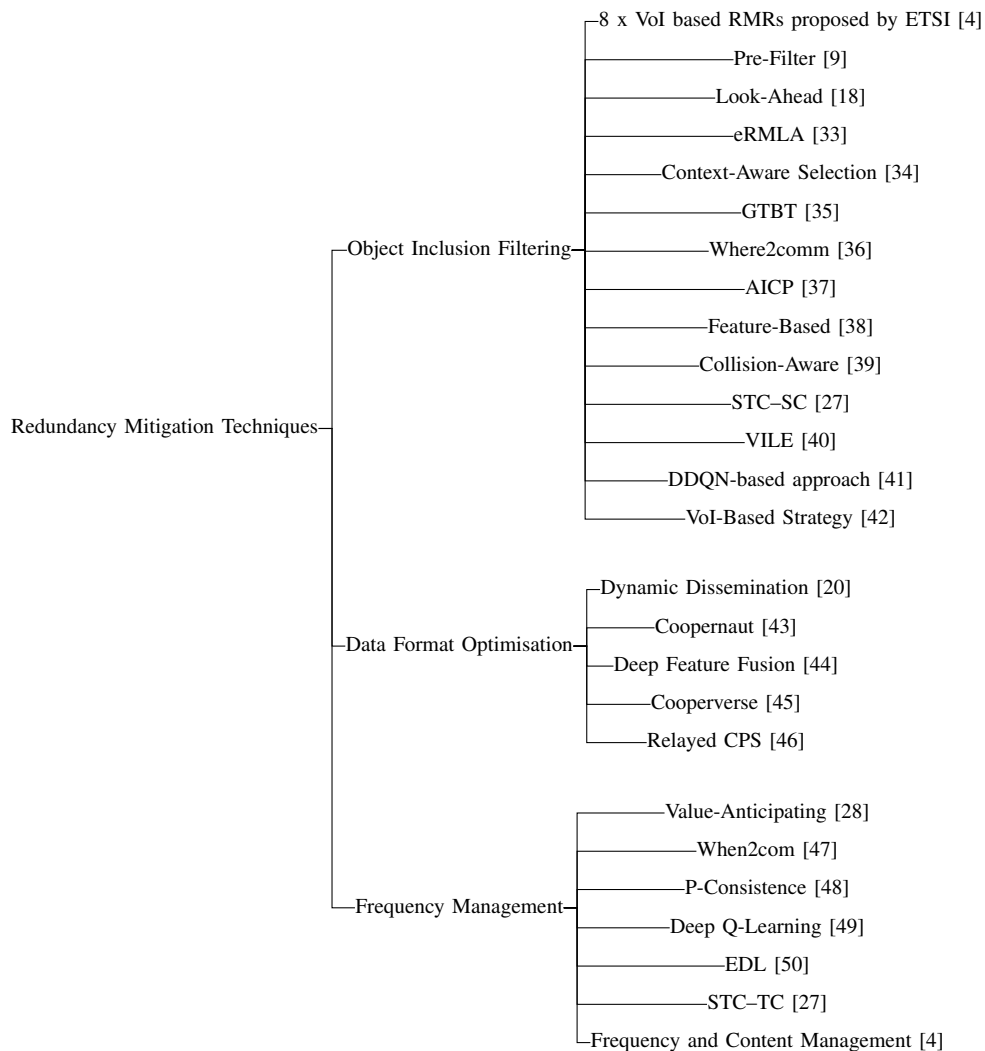 Redundancy Mitigation Techniques
Object Inclusion Filtering
8 x VoI based RMRs proposed by ETSI [4]
Pre-Filter [9]
Look-Ahead [18]
eRMLA [33]
Context-Aware Selection [34]
GTBT [35]
Where2comm [36]
AICP [37]
Feature-Based [38]
Collision-Aware [39]
STC–SC [27]
VILE [40]
DDQN-based approach [41]
VoI-Based Strategy [42]
Data Format Optimisation
Dynamic Dissemination [20]
Coopernaut [43]
Deep Feature Fusion [44]
Cooperverse [45]
Relayed CPS [46]
Frequency Management
Value-Anticipating [28]
When2com [47]
P-Consistence [48]
Deep Q-Learning [49]
EDL [50]
STC–TC [27]
Frequency and Content Management [4]